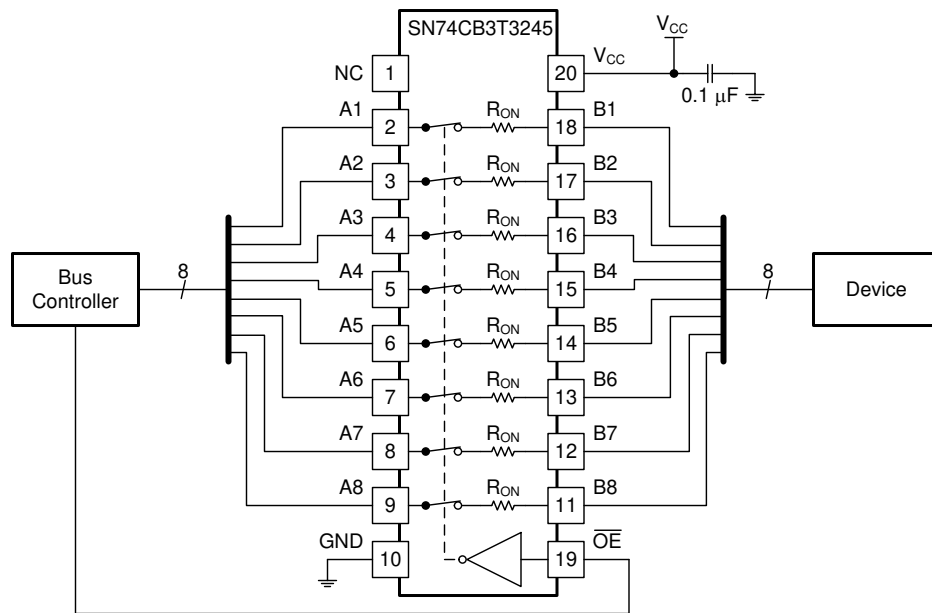 SN74CB3T3245
VCC
NC 1 20 VCC
0.1 μF
A1 2 RON 18 B1
A2 3 RON 17 B2
A3 4 RON 16 B3
A4 5 RON 15 B4
A5 6 RON 14 B5
A6 7 RON 13 B6
A7 8 RON 12 B7
A8 9 RON 11 B8
GND 10 19 OE
Bus
Controller
8
8
Device